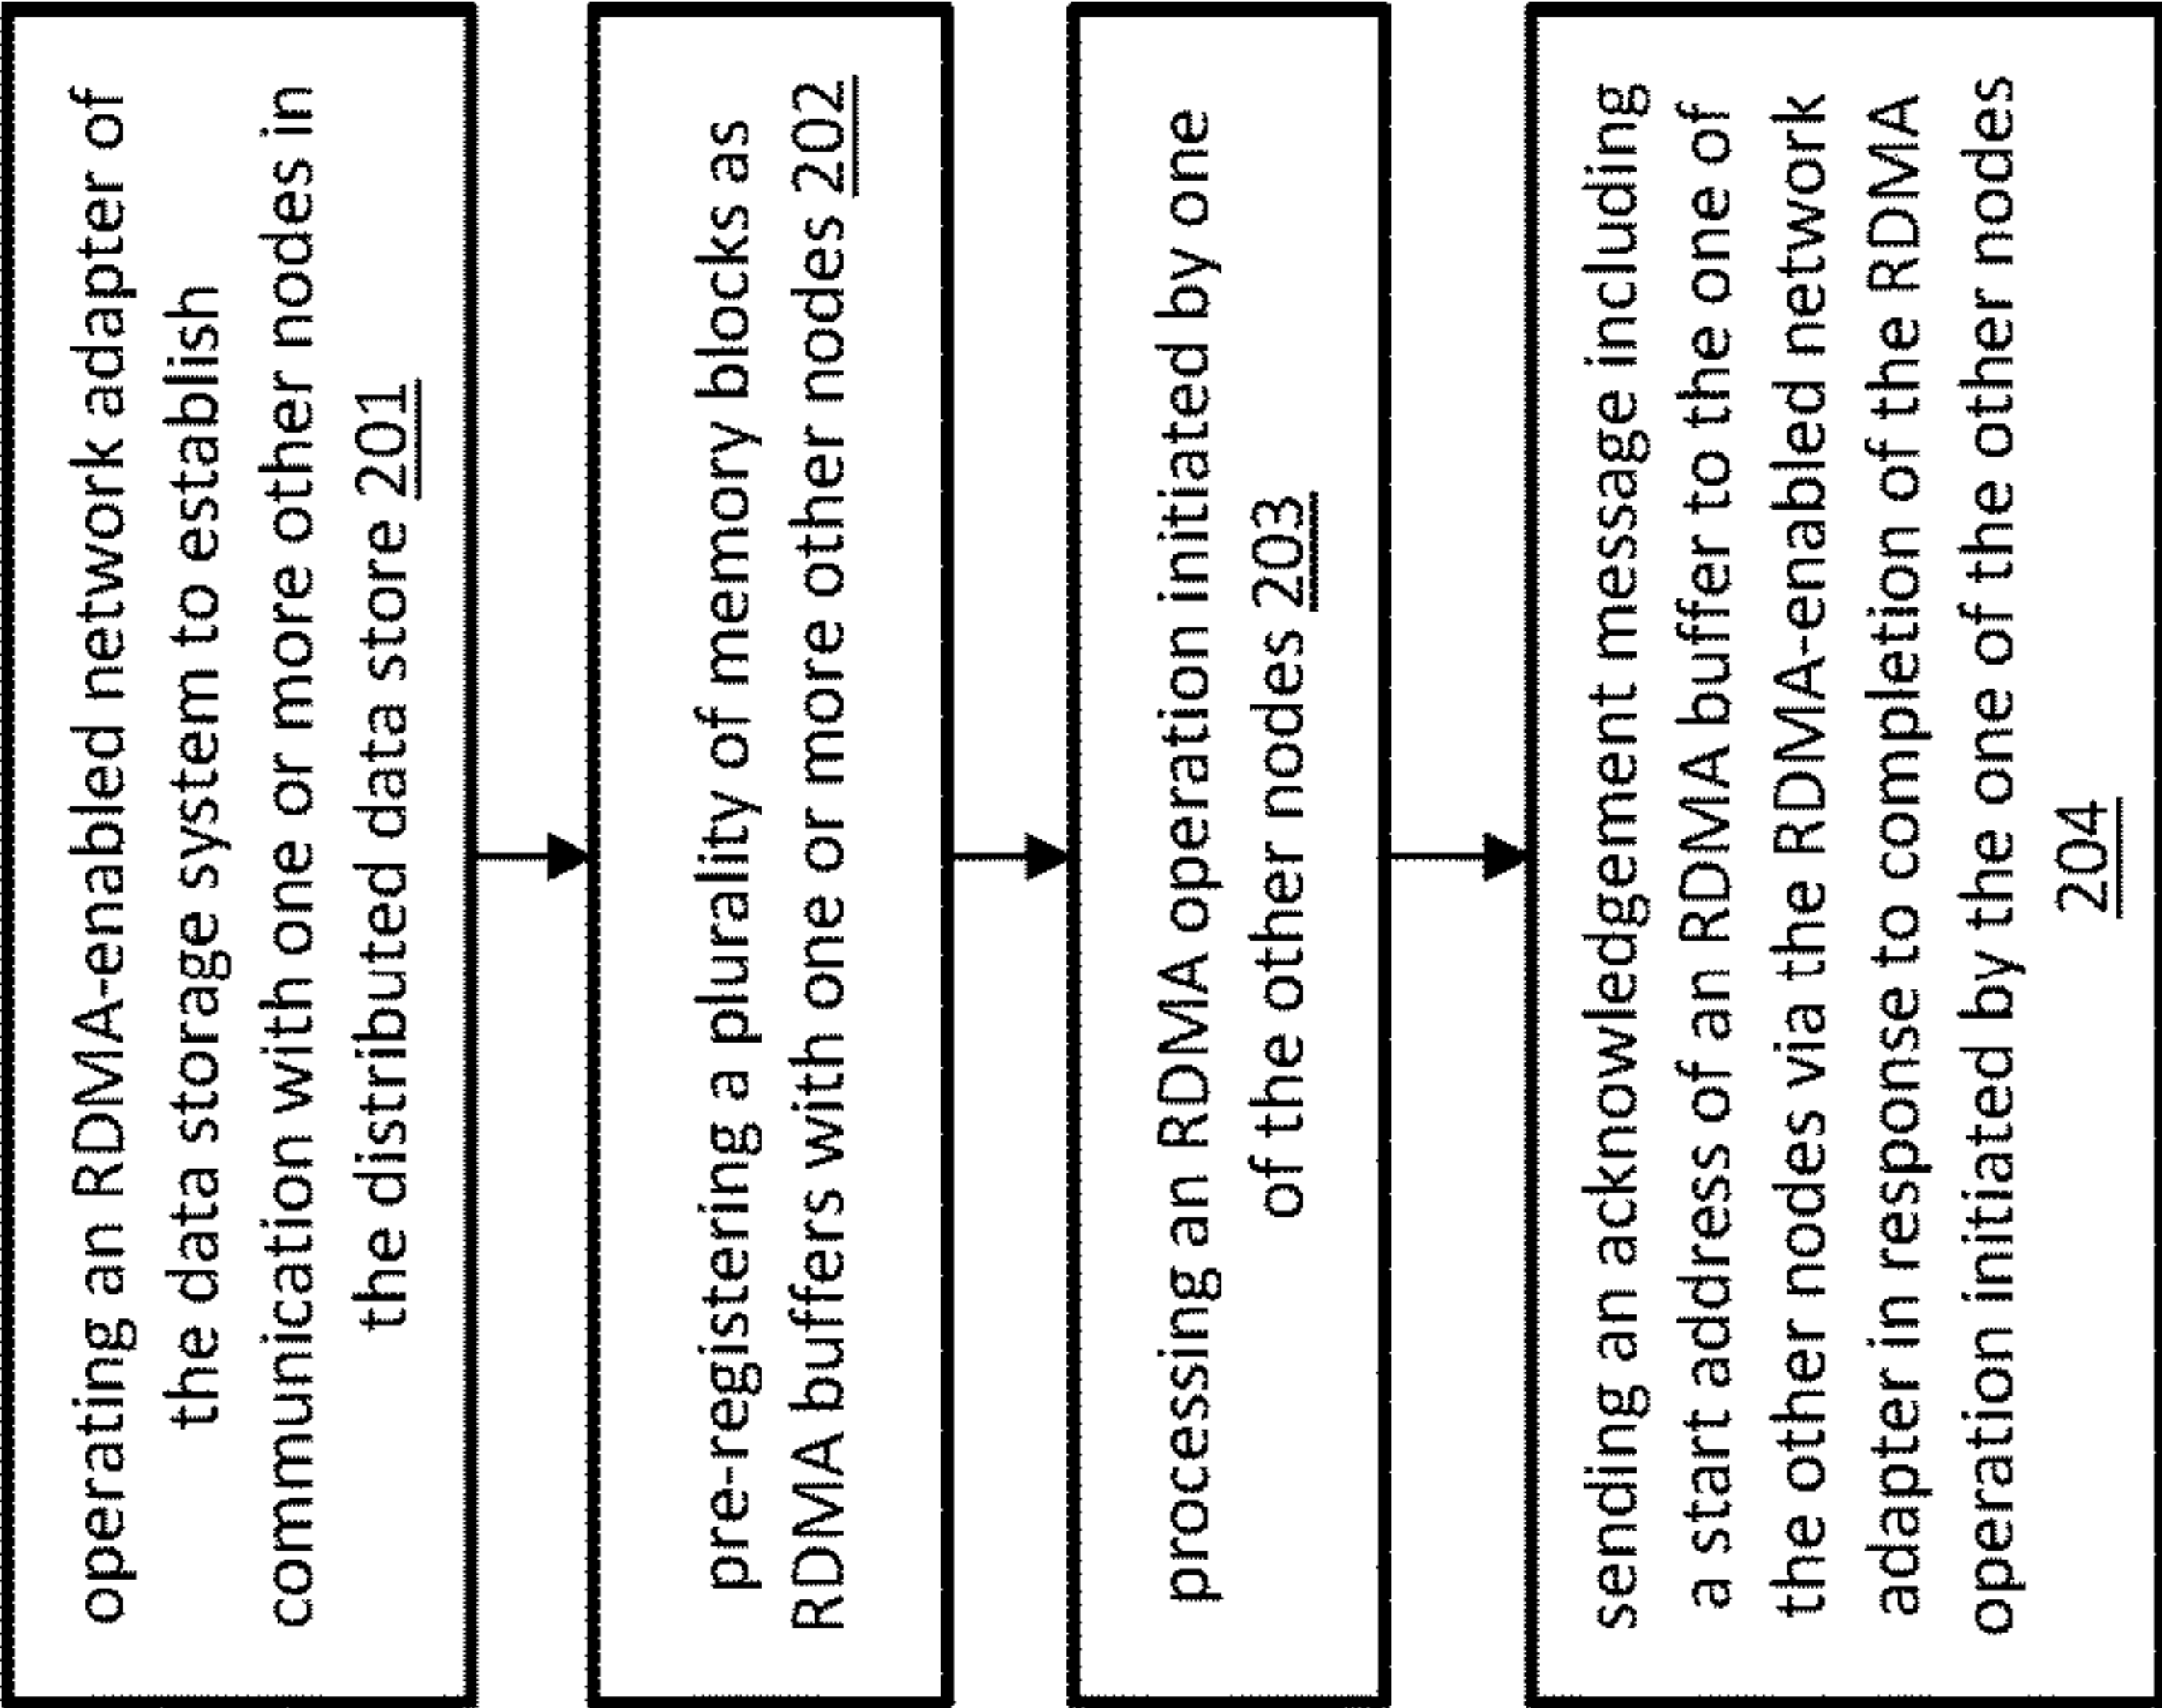 operating an RDMA-enabled network adapter of
the data storage system to establish
communication with one or more other nodes in
the distributed data store 201
pre-registering a plurality of memory blocks as
RDMA buffers with one or more other nodes 202
processing an RDMA operation initiated by one
of the other nodes 203
sending an acknowledgement message including
a start address of an RDMA buffer to the one of
the other nodes via the RDMA-enabled network
adapter in response to completion of the RDMA
operation initiated by the one of the other nodes
204